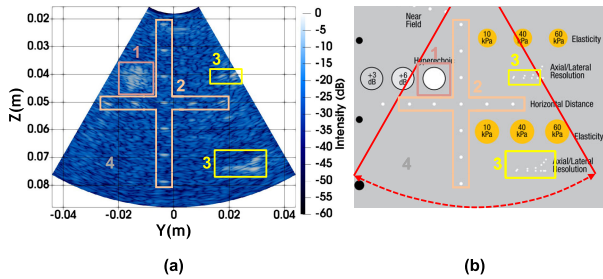 0.02
0.03
0.04
0.05
0.06
0.07
0.08
Z(m)
−0.04
−0.02
0
0.02
0.04
Y(m)
1
2
3
3
4
0
−5
−10
−15
−20
−25
−30
−35
−40
−45
−50
−55
−60
Intensity (dB)
(a)
Near
Field
10
kPa
40
kPa
60
kPa
Elasticity
+3
dB
+6
dB
Hyperechoic
1
2
3
Axial/Lateral
Resolution
Horizontal Distance
10
kPa
40
kPa
60
kPa
Elasticity
4
3
Axial/Lateral
Resolution
(b)